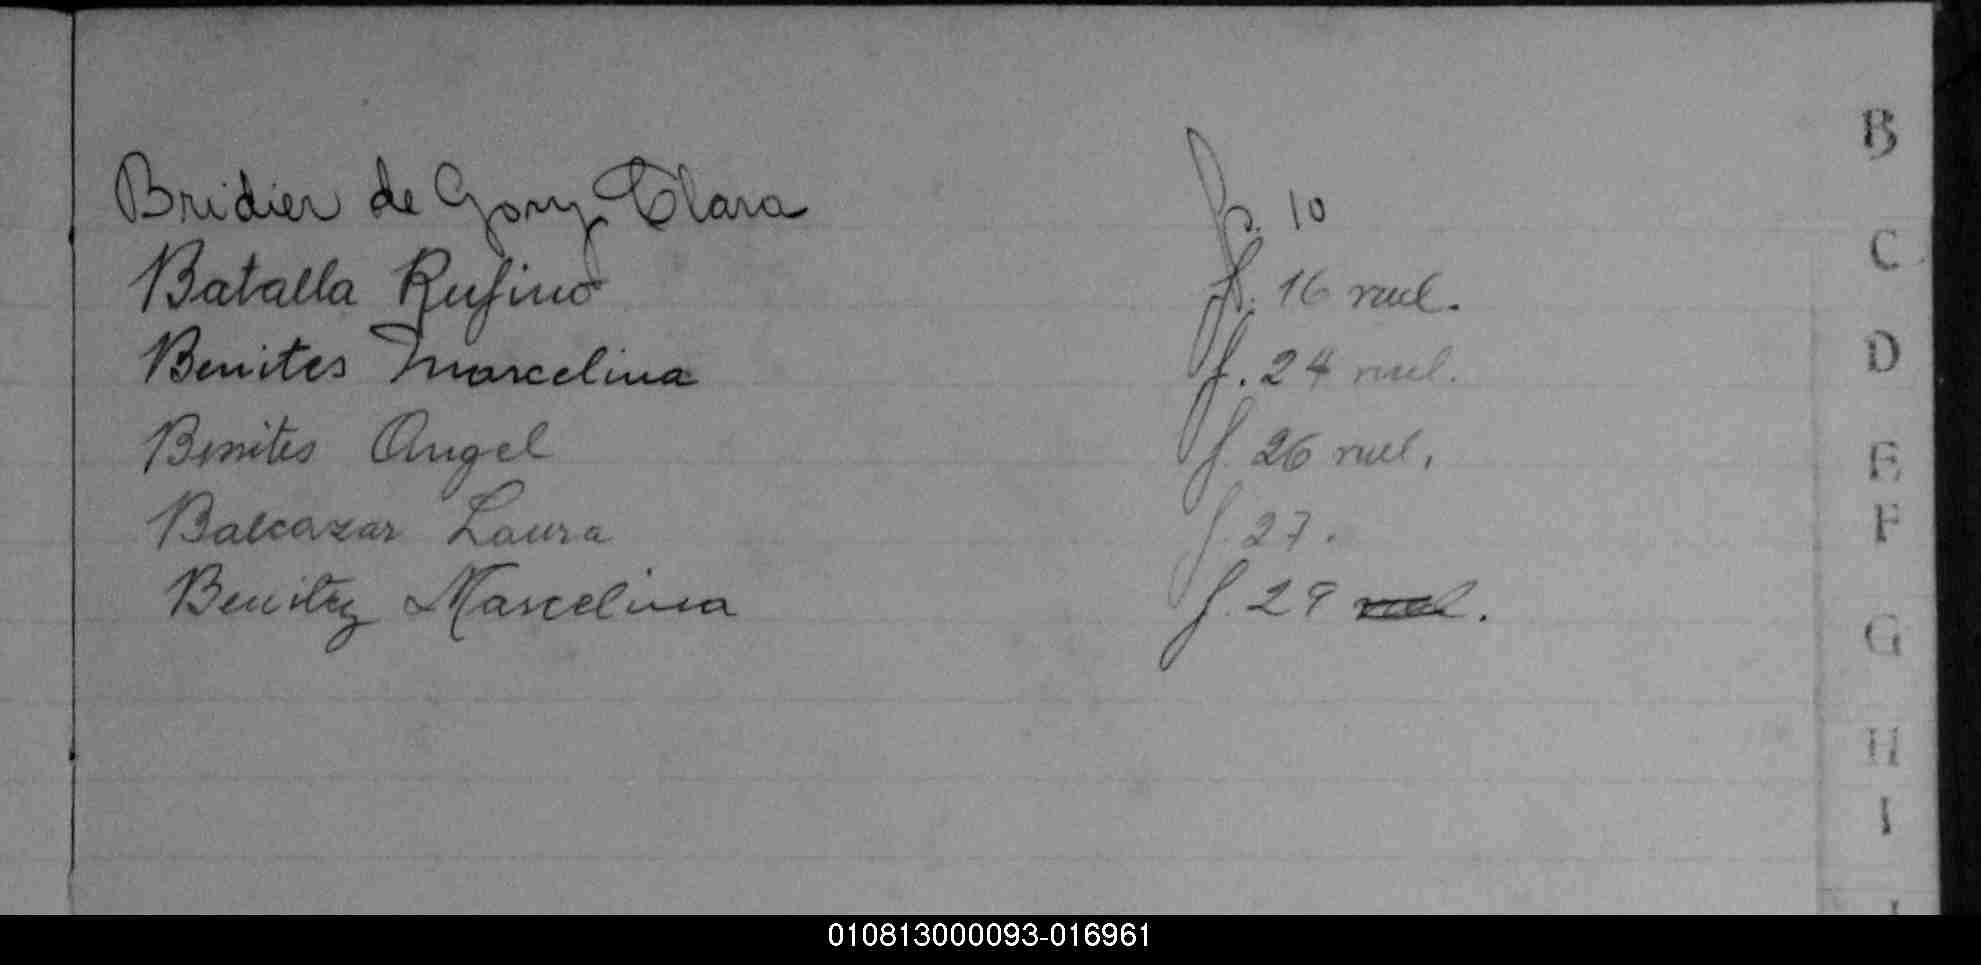 B
Bridier de Gonz Clara f. 10
C
Batalla Rufino f. 16 vuel.
Benites Marcelina f. 24 vuel.
D
Benites Angel f. 26 vuel.
E
Balcazar Laura f. 27.
F
Benitez Marcelina f. 29 vuel.
G
H
I
010813000093-016961